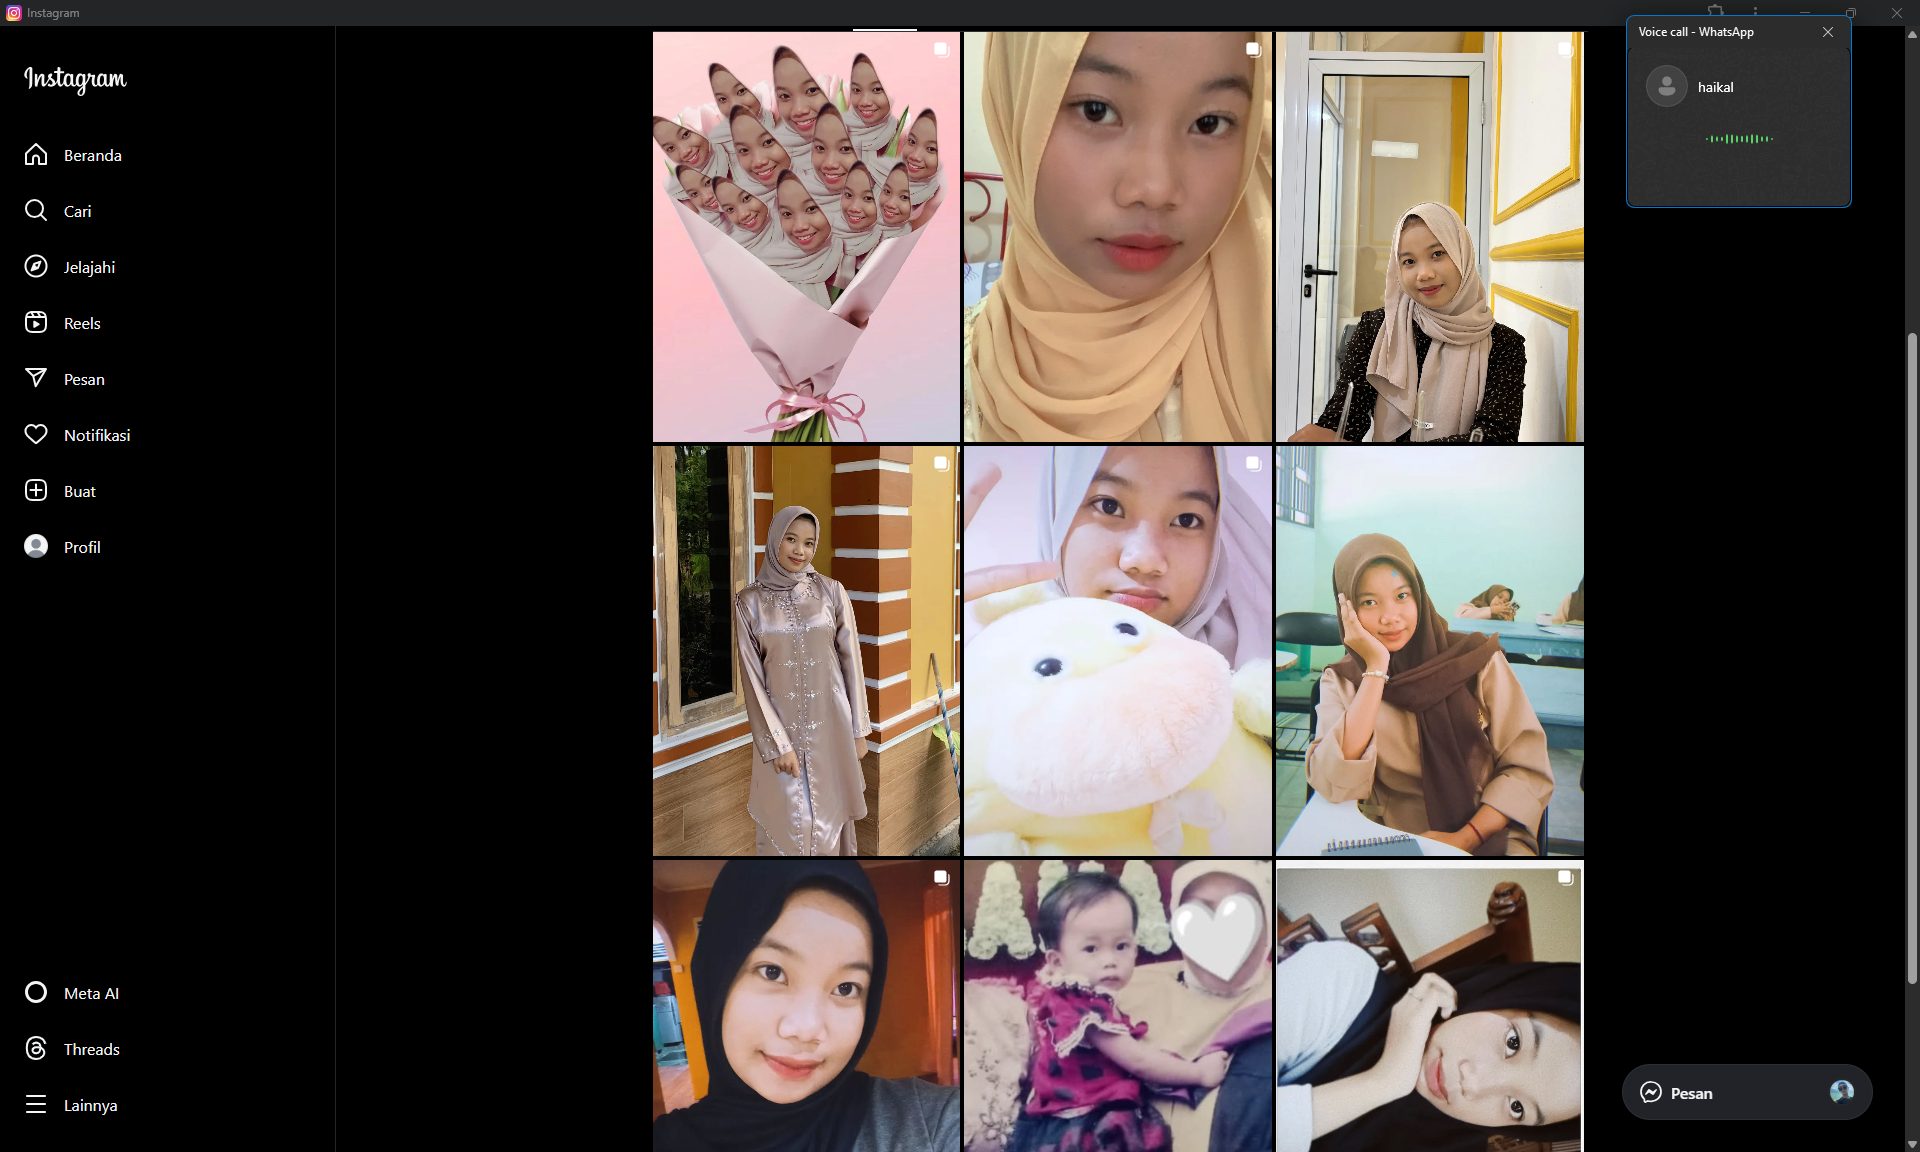 Instagram
Voice call - WhatsApp
haikal
Instagram
Beranda
Cari
Jelajahi
Reels
Pesan
Notifikasi
Buat
Profil
Meta AI
Threads
Lainnya
Pesan